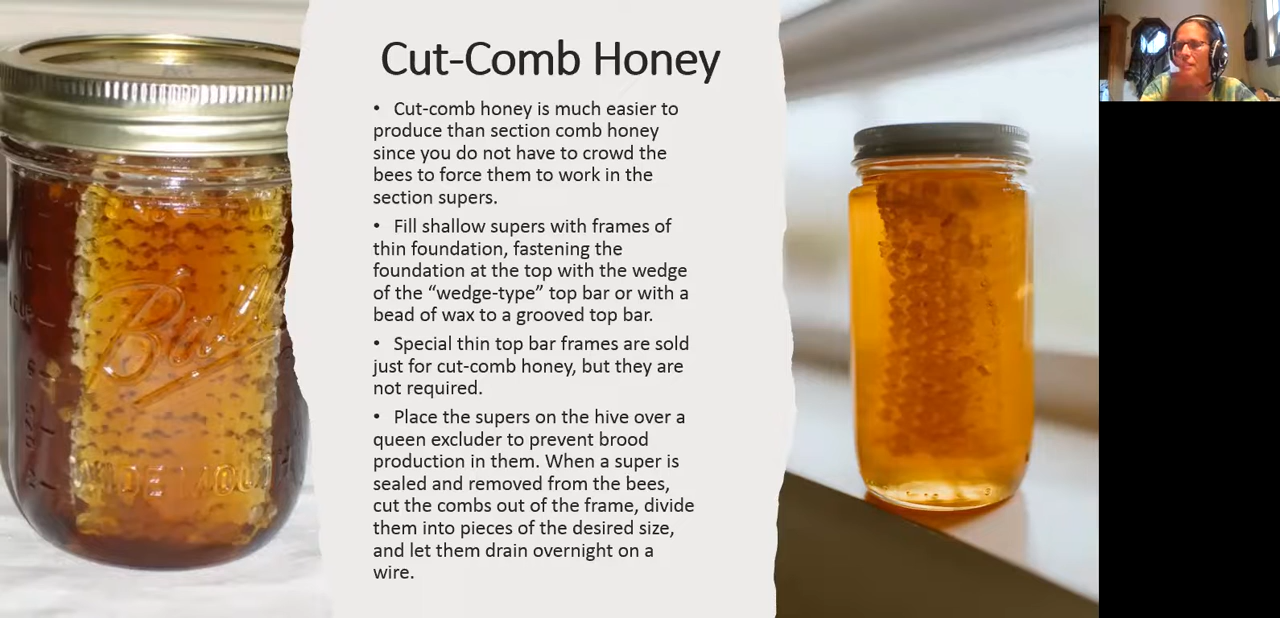 Cut-Comb Honey
• Cut-comb honey is much easier to
produce than section comb honey
since you do not have to crowd the
bees to force them to work in the
section supers.
• Fill shallow supers with frames of
thin foundation, fastening the
foundation at the top with the wedge
of the “wedge-type” top bar or with a
bead of wax to a grooved top bar.
• Special thin top bar frames are sold
just for cut-comb honey, but they are
not required.
• Place the supers on the hive over a
queen excluder to prevent brood
production in them. When a super is
sealed and removed from the bees,
cut the combs out of the frame, divide
them into pieces of the desired size,
and let them drain overnight on a
wire.
Ball
WIDE MOUTH